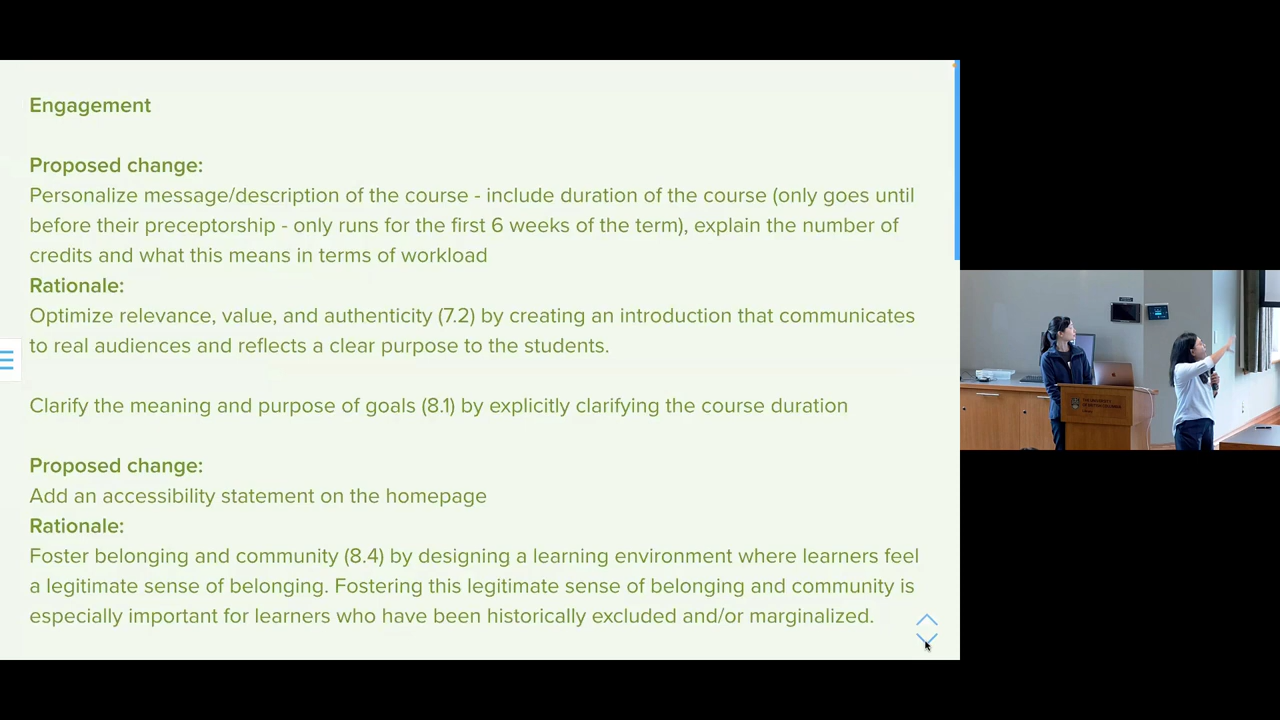 Engagement
Proposed change:
Personalize message/description of the course - include duration of the course (only goes until
before their preceptorship - only runs for the first 6 weeks of the term), explain the number of
credits and what this means in terms of workload
Rationale:
Optimize relevance, value, and authenticity (7.2) by creating an introduction that communicates
to real audiences and reflects a clear purpose to the students.
Clarify the meaning and purpose of goals (8.1) by explicitly clarifying the course duration
Proposed change:
Add an accessibility statement on the homepage
Rationale:
Foster belonging and community (8.4) by designing a learning environment where learners feel
a legitimate sense of belonging. Fostering this legitimate sense of belonging and community is
especially important for learners who have been historically excluded and/or marginalized.
THE UNIVERSITY
OF BRITISH COLUMBIA